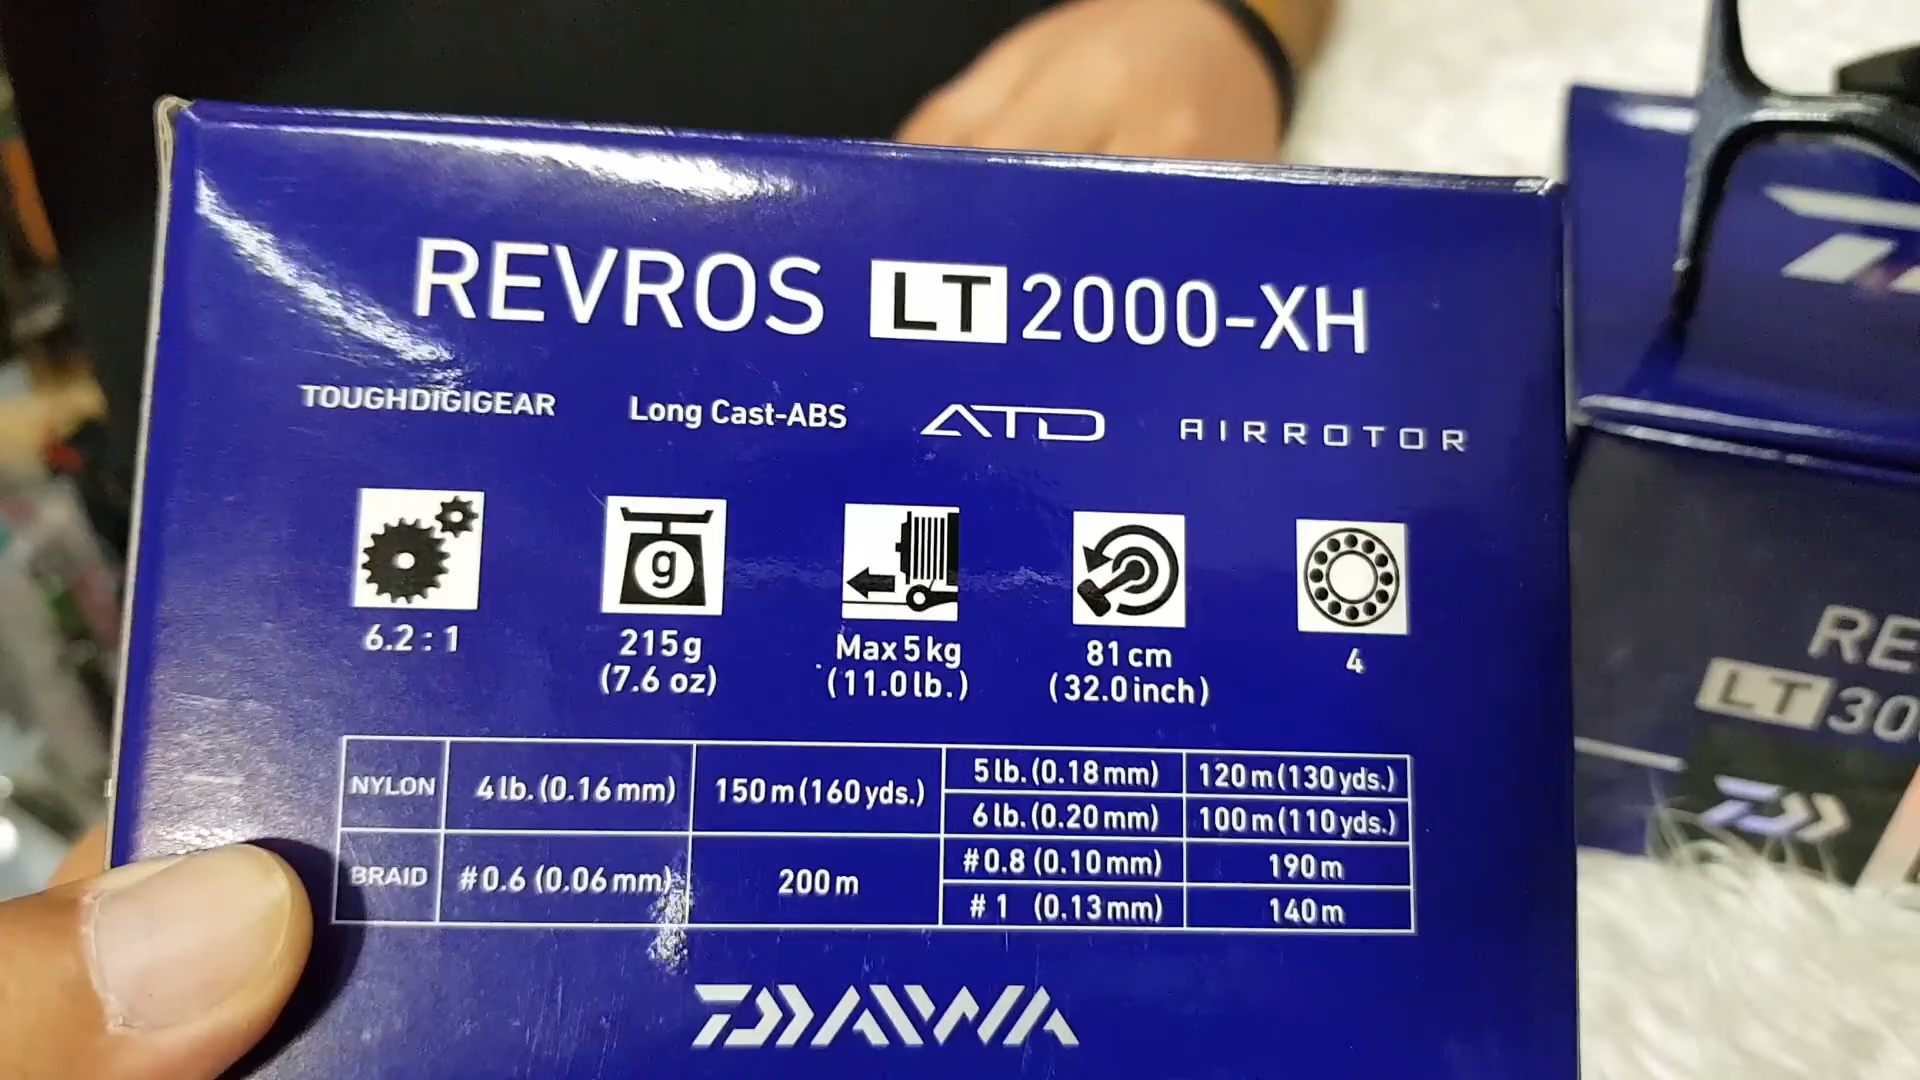 REVROS LT 2000-XH
TOUGHDIGIGEAR Long Cast-ABS ATD AIRROTOR
g
6.2 : 1 215g Max 5 kg 81 cm 4
(7.6 oz) (11.0 lb.) (32.0 inch)
NYLON 4 lb. (0.16 mm) 150 m (160 yds.) 5 lb. (0.18 mm) 120 m (130 yds.)
6 lb. (0.20 mm) 100 m (110 yds.)
BRAID #0.6 (0.06 mm) 200 m #0.8 (0.10 mm) 190 m
#1 (0.13 mm) 140 m
DAIWA
RE
LT 30